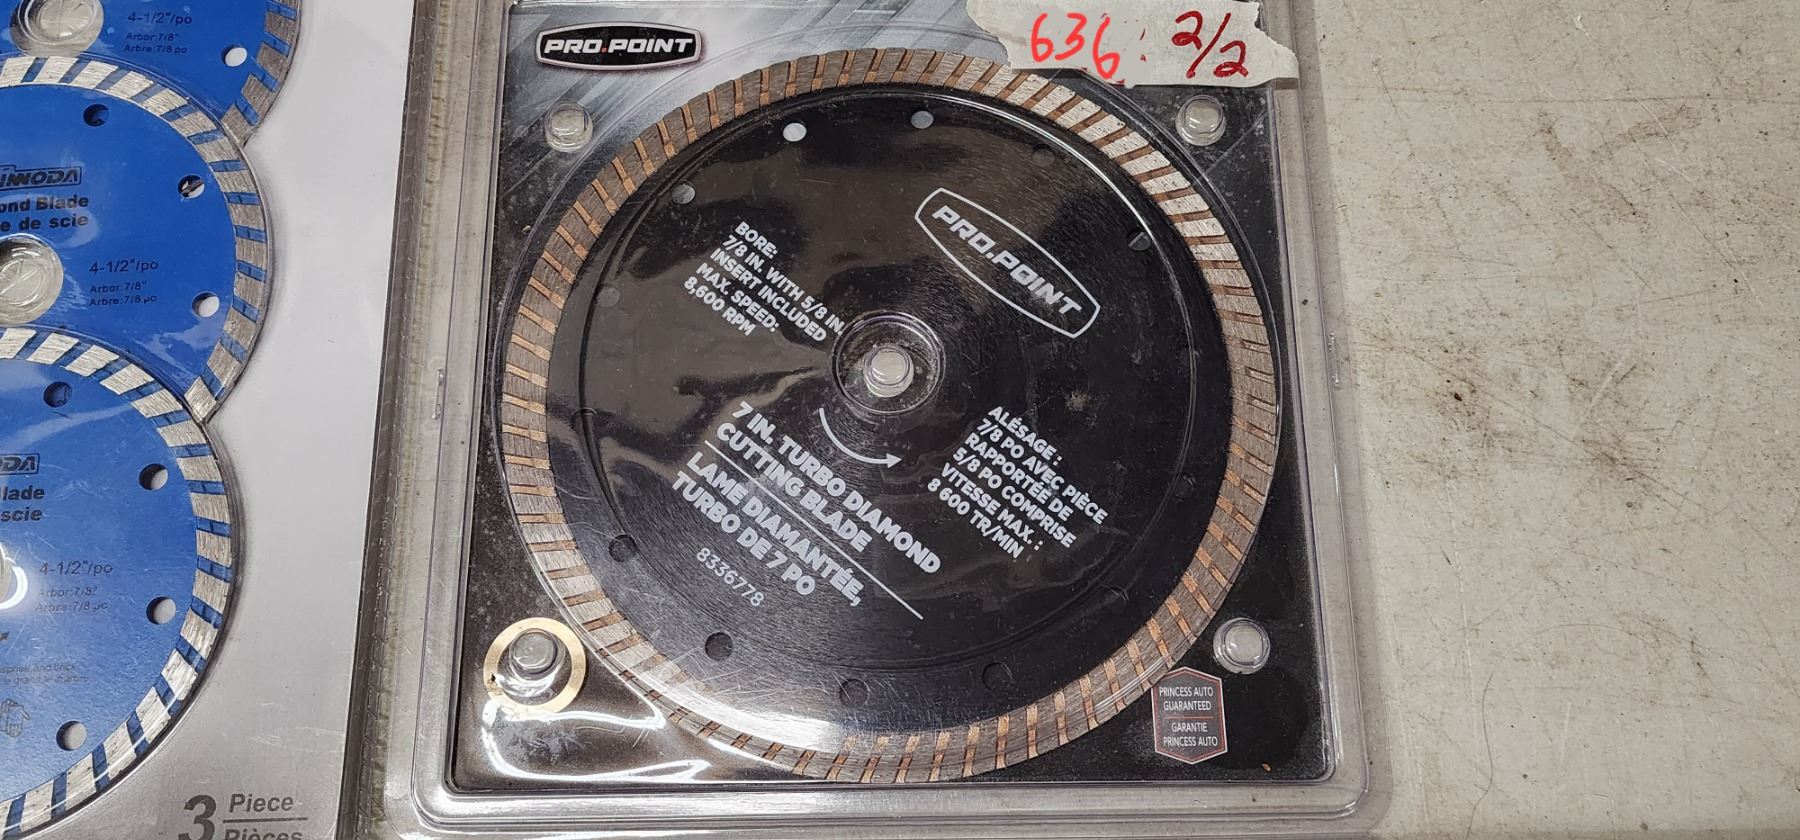 4-1/2"/po
Arbor: 7/8"
Arbre: 7/8 po
ond Blade
e de scie
4-1/2"/po
Arbor: 7/8"
Arbre: 7/8 po
ODA
lade
scie
4-1/2"/po
Arbor: 7/8"
Arbre: 7/8 po
3 Piece
Pièces
PRO.POINT
636: 2/2
PRO.POINT
BORE:
7/8 IN. WITH 5/8 IN.
INSERT INCLUDED
MAX. SPEED:
8,600 RPM
7 IN. TURBO DIAMOND
CUTTING BLADE
LAME DIAMANTÉE,
TURBO DE 7 PO
8336778
ALÉSAGE :
7/8 PO AVEC PIÈCE
RAPPORTÉE DE
5/8 PO COMPRISE
VITESSE MAX. :
8 600 TR/MIN
PRINCESS AUTO
GUARANTEED
GARANTIE
PRINCESS AUTO